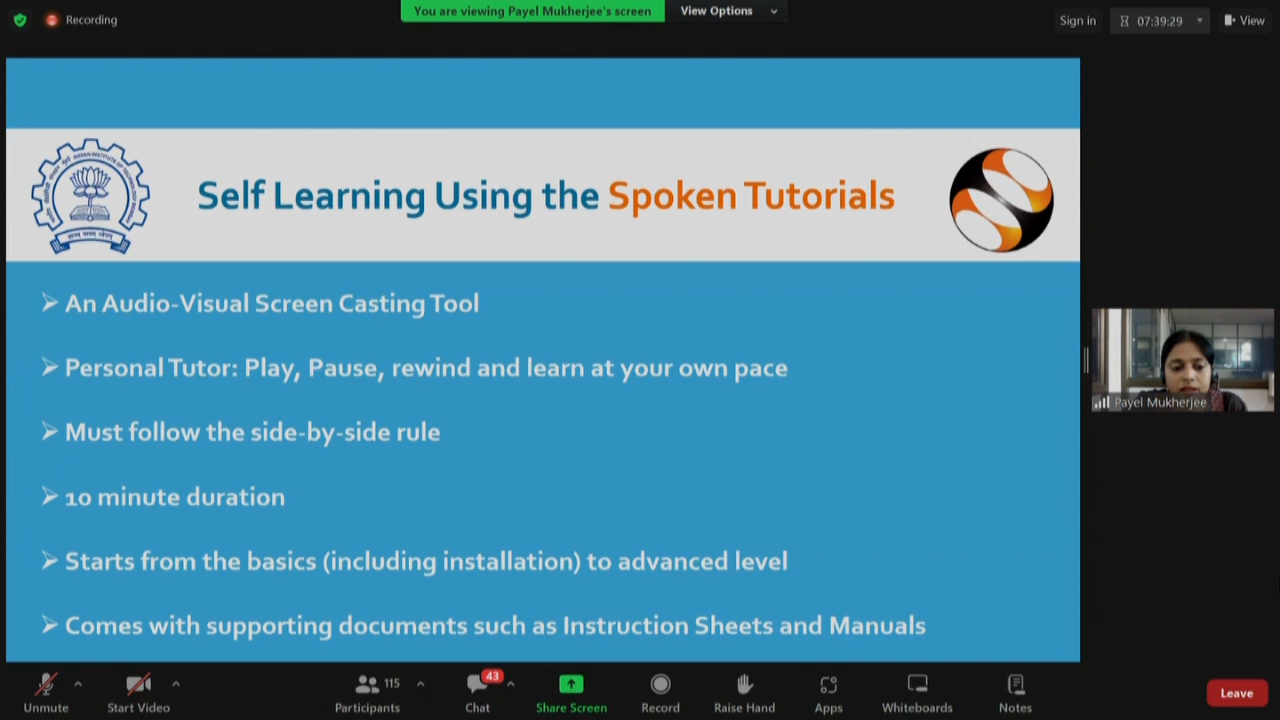 Recording
You are viewing Payel Mukherjee's screen
View Options
Sign in
07:39:29
View
Self Learning Using the Spoken Tutorials
An Audio-Visual Screen Casting Tool
Personal Tutor: Play, Pause, rewind and learn at your own pace
Must follow the side-by-side rule
10 minute duration
Starts from the basics (including installation) to advanced level
Comes with supporting documents such as Instruction Sheets and Manuals
Payel Mukherjee
Unmute
Start Video
115
Participants
43
Chat
Share Screen
Record
Raise Hand
Apps
Whiteboards
Notes
Leave